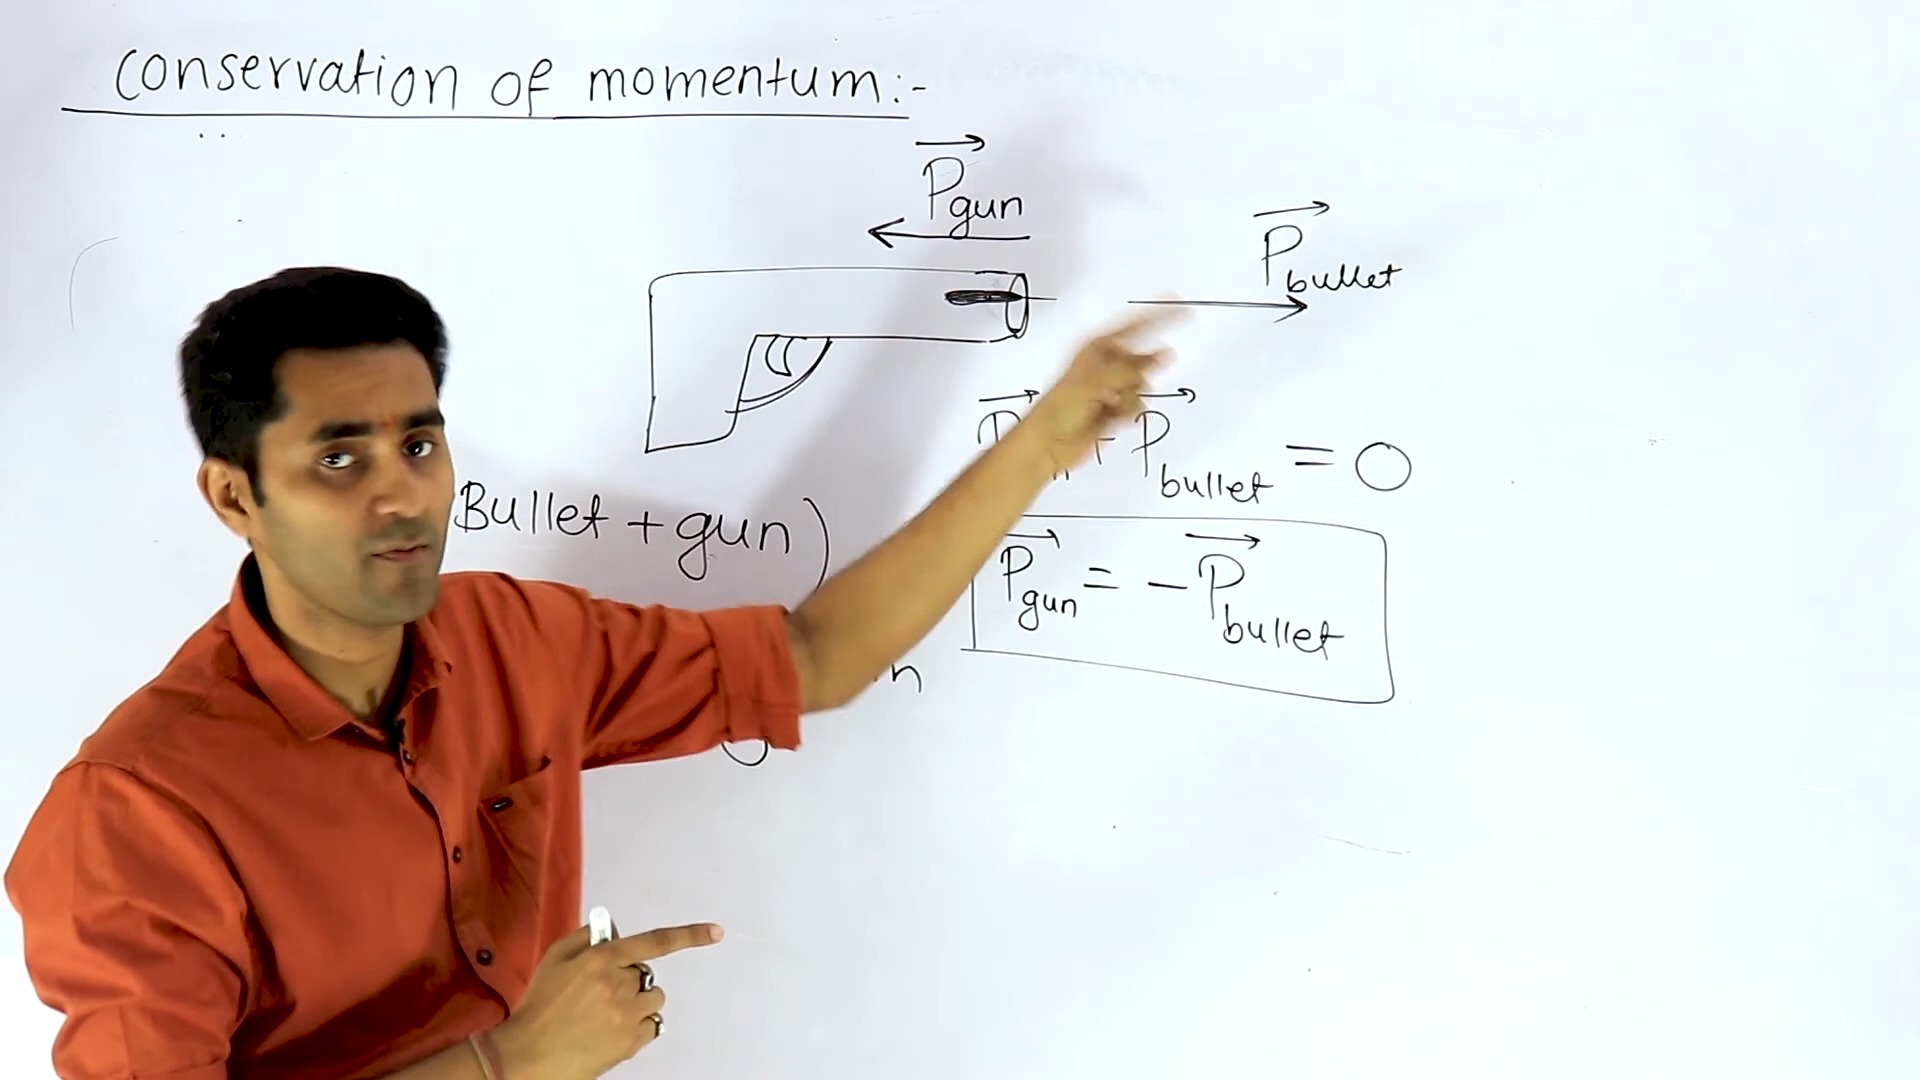 conservation of momentum:-
P gun
P bullet
+ P bullet = 0
Bullet + gun)
P gun = - P bullet